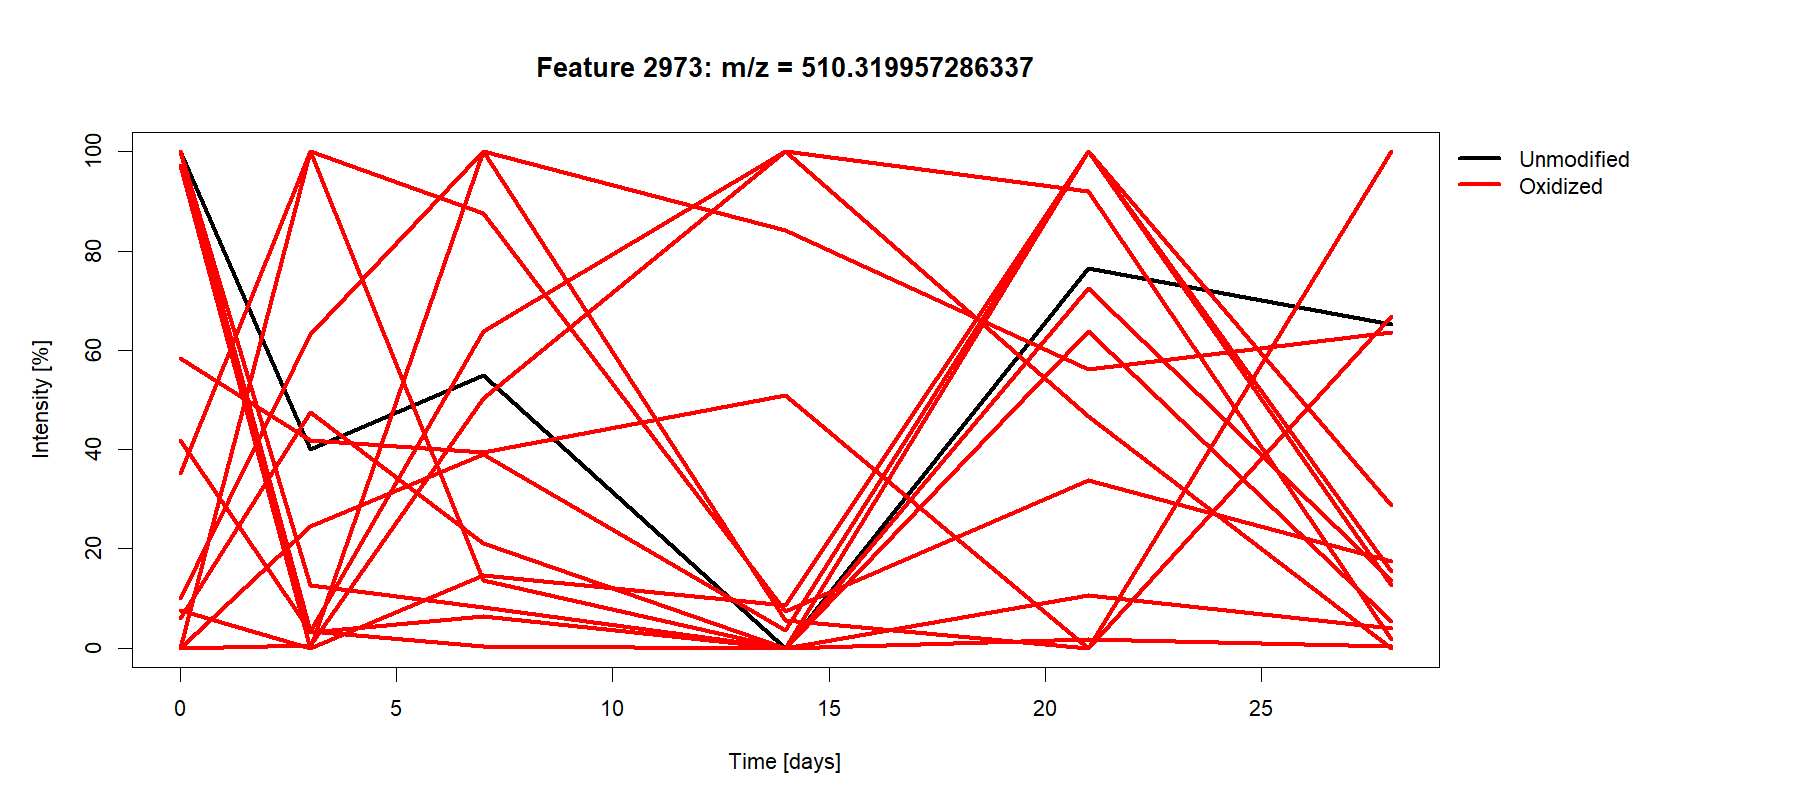 Feature 2973: m/z = 510.319957286337
Unmodified
Oxidized
Intensity [%]
100
80
60
40
20
0
0 5 10 15 20 25
Time [days]